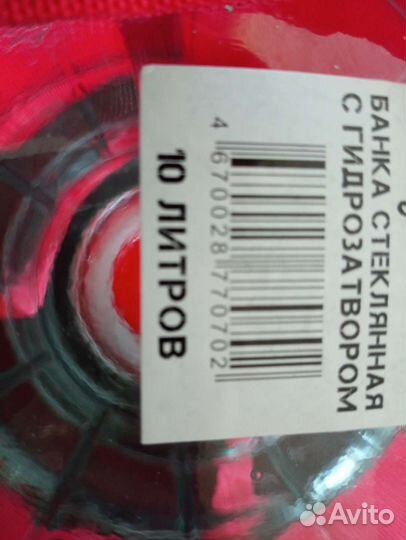 БАНКА СТЕКЛЯННАЯ
С ГИДРОЗАТВОРОМ
4 670028 770702
10 ЛИТРОВ
Avito